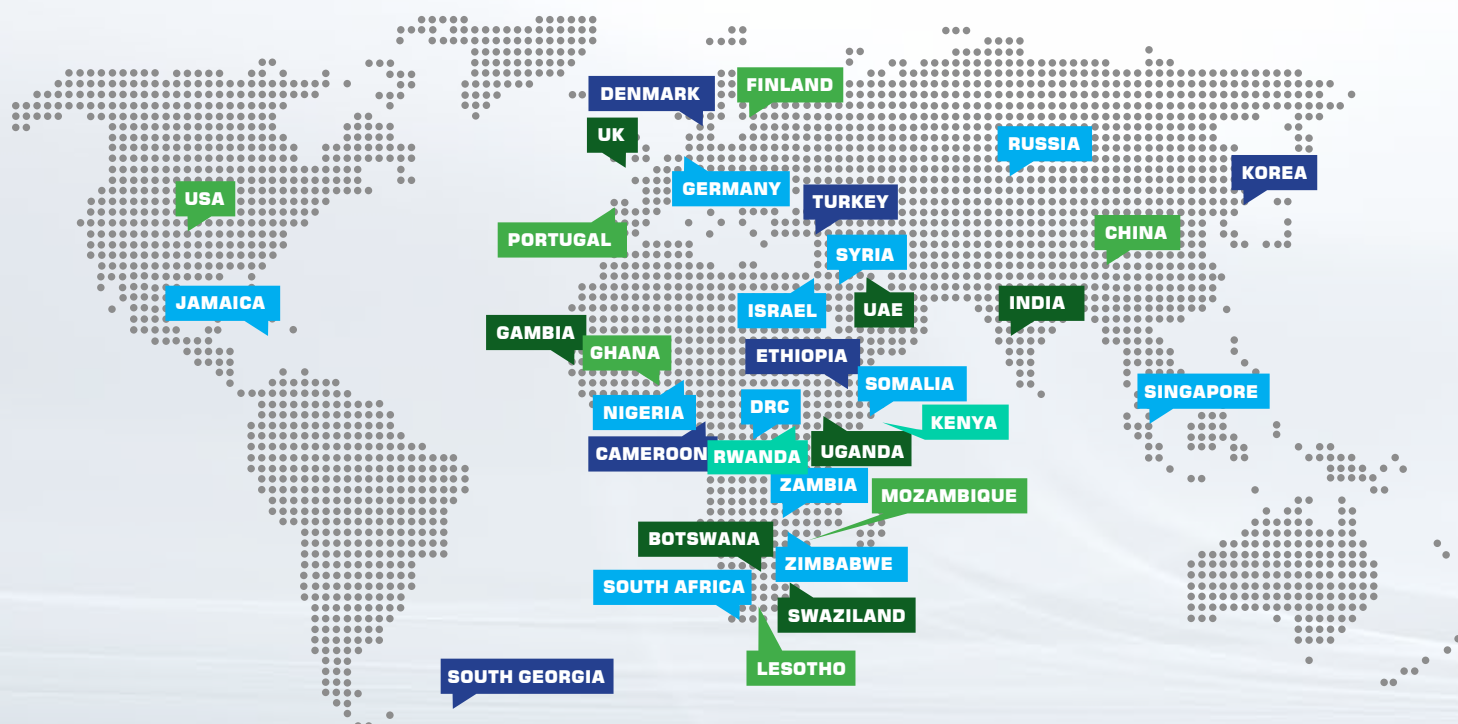 DENMARK
FINLAND
UK
RUSSIA
KOREA
GERMANY
USA
TURKEY
CHINA
PORTUGAL
SYRIA
JAMAICA
ISRAEL
UAE
INDIA
GAMBIA
GHANA
ETHIOPIA
SOMALIA
SINGAPORE
NIGERIA
DRC
KENYA
CAMEROON
RWANDA
UGANDA
ZAMBIA
MOZAMBIQUE
BOTSWANA
ZIMBABWE
SOUTH AFRICA
SWAZILAND
LESOTHO
SOUTH GEORGIA